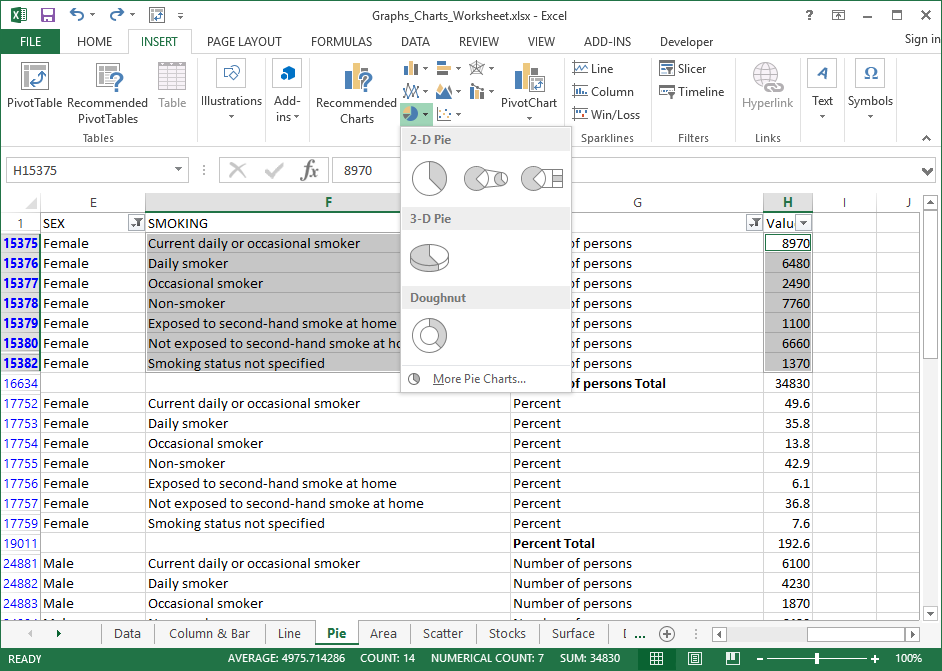 Graphs_Charts_Worksheet.xlsx - Excel
?
FILE HOME INSERT PAGE LAYOUT FORMULAS DATA REVIEW VIEW ADD-INS Developer Sign in
PivotTable Recommended PivotTables Table
Tables
Illustrations
Add-ins
Recommended Charts
PivotChart
Line
Column
Win/Loss
Sparklines
Slicer
Timeline
Filters
Hyperlink
Links
Text
Symbols
H15375 fx 8970
2-D Pie
3-D Pie
Doughnut
More Pie Charts...
E F G H I J
1 SEX SMOKING Valu
15375 Female Current daily or occasional smoker of persons 8970
15376 Female Daily smoker of persons 6480
15377 Female Occasional smoker of persons 2490
15378 Female Non-smoker of persons 7760
15379 Female Exposed to second-hand smoke at home of persons 1100
15380 Female Not exposed to second-hand smoke at ho of persons 6660
15382 Female Smoking status not specified of persons 1370
16634 of persons Total 34830
17752 Female Current daily or occasional smoker Percent 49.6
17753 Female Daily smoker Percent 35.8
17754 Female Occasional smoker Percent 13.8
17755 Female Non-smoker Percent 42.9
17756 Female Exposed to second-hand smoke at home Percent 6.1
17757 Female Not exposed to second-hand smoke at home Percent 36.8
17759 Female Smoking status not specified Percent 7.6
19011 Percent Total 192.6
24881 Male Current daily or occasional smoker Number of persons 6100
24882 Male Daily smoker Number of persons 4230
24883 Male Occasional smoker Number of persons 1870
Data Column & Bar Line Pie Area Scatter Stocks Surface ...
READY AVERAGE: 4975.714286 COUNT: 14 NUMERICAL COUNT: 7 SUM: 34830 100%